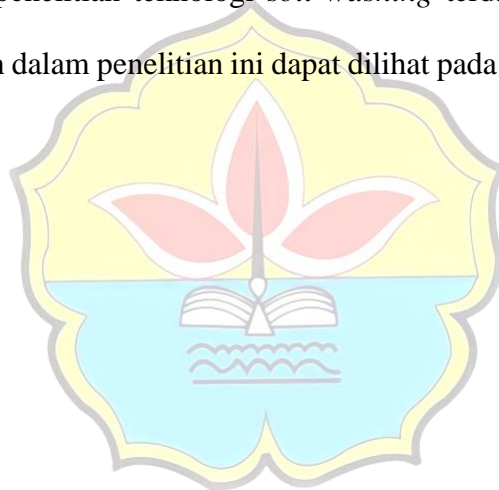 penelitian teknologi soil washing
dalam penelitian ini dapat dilihat pada